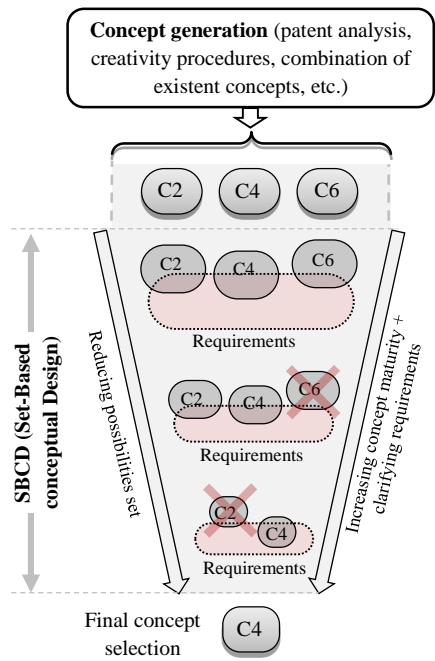 Concept generation (patent analysis,
creativity procedures, combination of
existent concepts, etc.)
C2 C4 C6
C2 C4 C6
Requirements
C2 C4 C6
Requirements
C2 C4
Requirements
SBCD (Set-Based
conceptual Design)
Reducing possibilities set
Increasing concept maturity +
clarifying requirements
Final concept
selection
C4